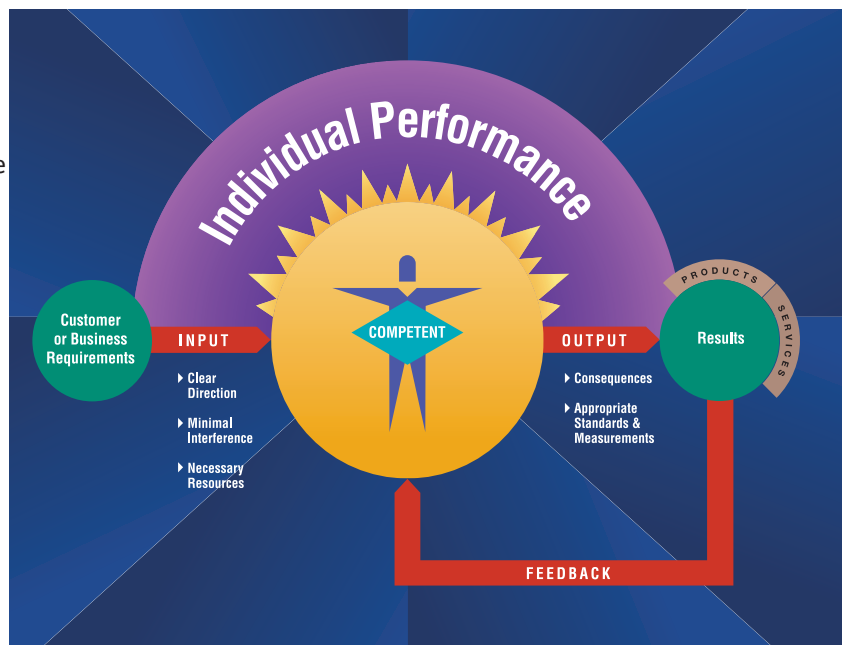 e
Individual Performance
PRODUCTS
SERVICES
Customer
or Business
Requirements
INPUT
COMPETENT
OUTPUT
Results
Clear
Direction
Minimal
Interference
Necessary
Resources
Consequences
Appropriate
Standards &
Measurements
FEEDBACK